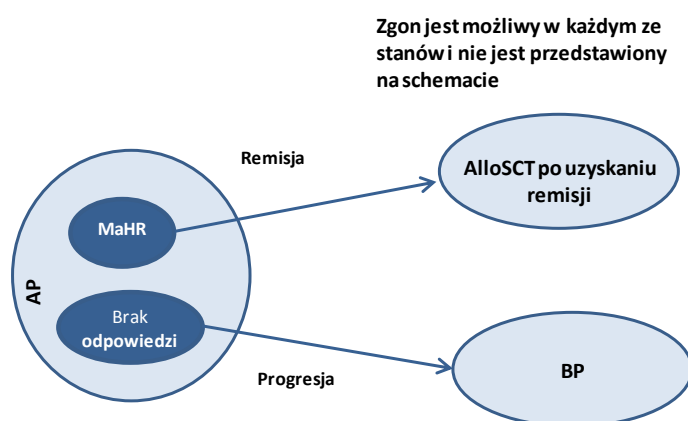 Zgon jest możliwy w każdym ze
stanów i nie jest przedstawiony
na schemacie
Remisja
AlloSCT po uzyskaniu
remisji
MaHR
AP
Brak
odpowiedzi
Progresja
BP